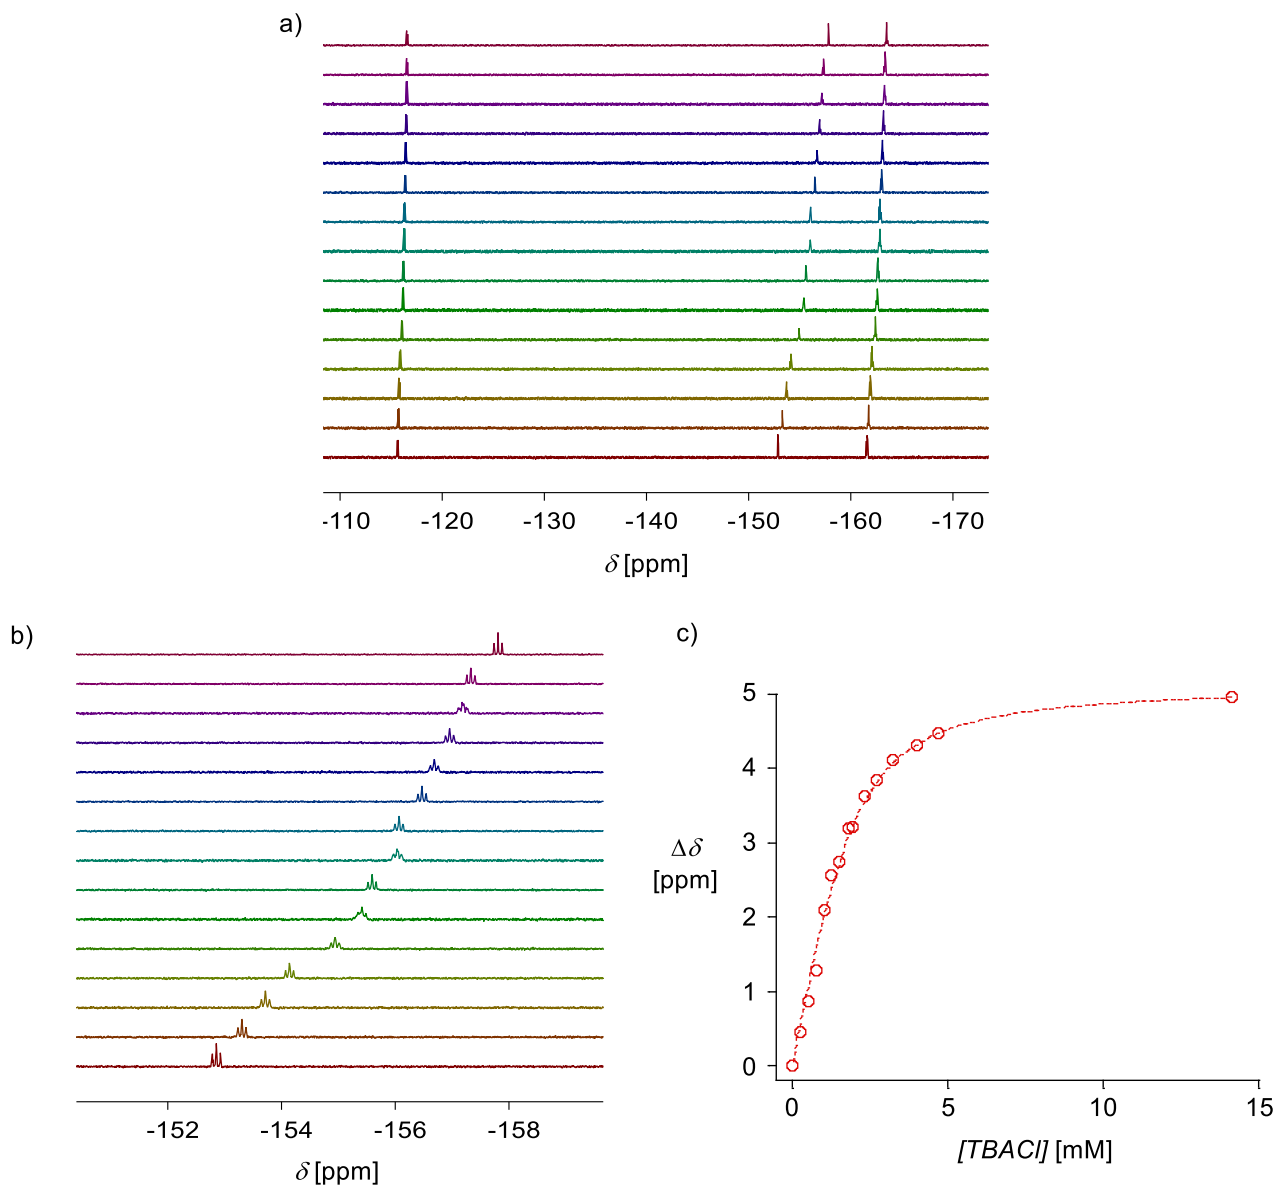 a)
-110 -120 -130 -140 -150 -160 -170
δ [ppm]
b)
-152 -154 -156 -158
δ [ppm]
c)
5
4
3
Δδ
[ppm]
2
1
0
0 5 10 15
[TBACl] [mM]